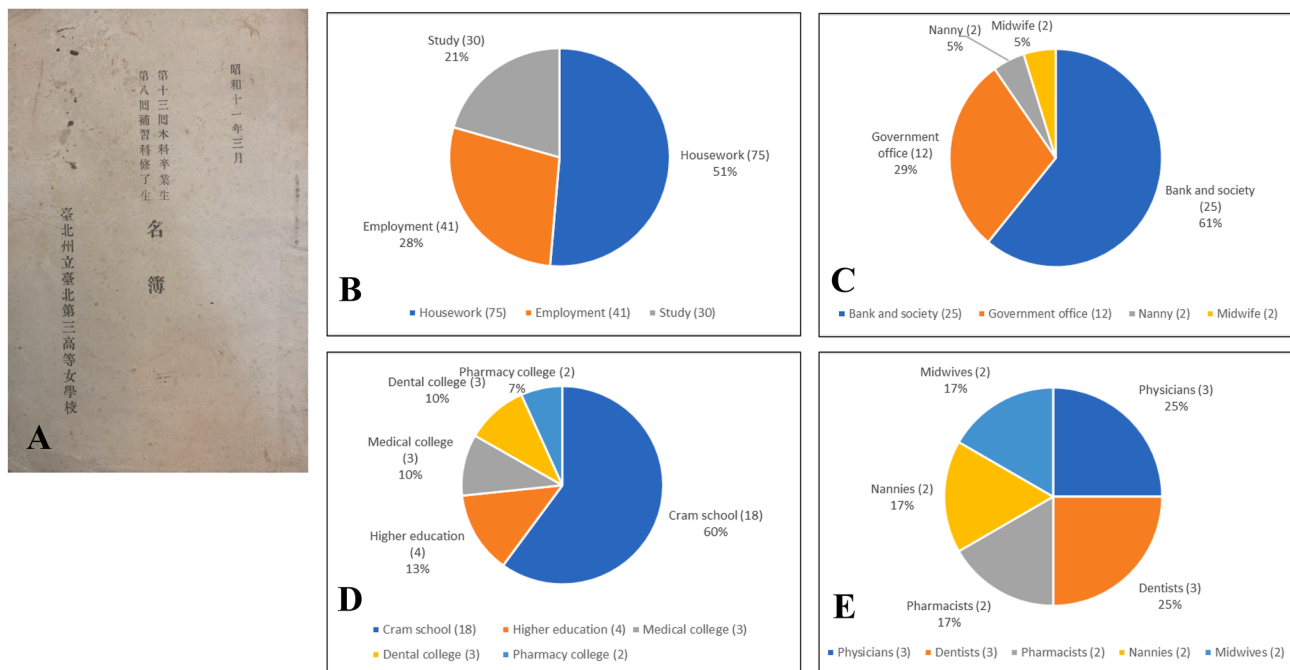 昭和十一年三月
第十三回本科卒業生
第八回補習科修了生
名簿
臺北州立臺北第三高等女學校
A
Study (30)
21%
Housework (75)
51%
Employment (41)
28%
B
Housework (75) Employment (41) Study (30)
Nanny (2)
5%
Midwife (2)
5%
Government
office (12)
29%
Bank and society
(25)
61%
C
Bank and society (25) Government office (12) Nanny (2) Midwife (2)
Pharmacy college (2)
7%
Dental college (3)
10%
Medical college
(3)
10%
Higher education
(4)
13%
Cram school (18)
60%
D
Cram school (18) Higher education (4) Medical college (3)
Dental college (3) Pharmacy college (2)
Midwives (2)
17%
Physicians (3)
25%
Nannies (2)
17%
Pharmacists (2)
17%
Dentists (3)
25%
E
Physicians (3) Dentists (3) Pharmacists (2) Nannies (2) Midwives (2)